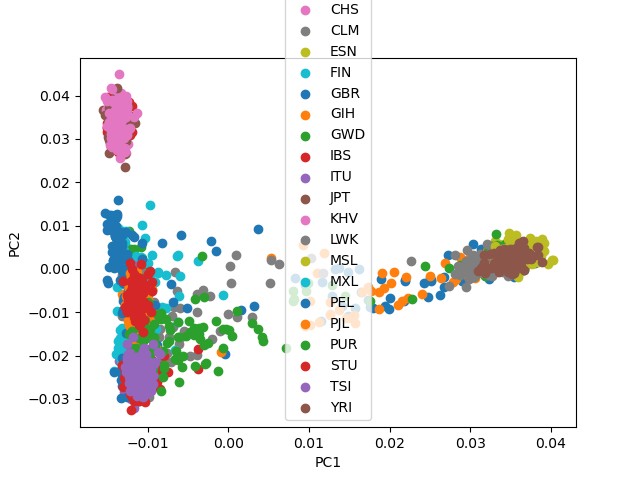 CHS
CLM
ESN
FIN
GBR
GIH
GWD
IBS
ITU
JPT
KHV
LWK
MSL
MXL
PEL
PJL
PUR
STU
TSI
YRI
0.04
0.03
0.02
0.01
0.00
−0.01
−0.02
−0.03
PC2
−0.01 0.00 0.01 0.02 0.03 0.04
PC1